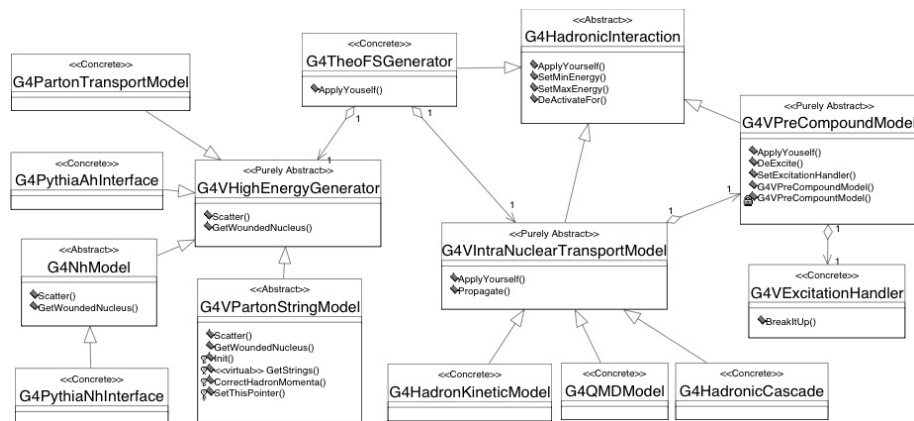 <<Abstract>>
G4HadronicInteraction
ApplyYourself()
SetMinEnergy()
SetMaxEnergy()
DeActivateFor()
<<Concrete>>
G4TheoFSGenerator
ApplyYouself()
1
1
<<Concrete>>
G4PartonTransportModel
<<Purely Abstract>>
G4VPreCompoundModel
ApplyYouself()
DeExcite()
SetExcitationHandler()
G4VPreCompoundModel()
G4VPreCompountModel()
<<Concrete>>
G4PythiaAhInterface
1
<<Purely Abstract>>
G4VHighEnergyGenerator
Scatter()
GetWoundedNucleus()
1
<<Purely Abstract>>
G4VIntraNuclearTransportModel
ApplyYourself()
Propagate()
1
1
1
1
<<Abstract>>
G4NhModel
Scatter()
GetWoundedNucleus()
<<Concrete>>
G4VExcitationHandler
BreakItUp()
<<Abstract>>
G4VPartonStringModel
Scatter()
GetWoundedNucleus()
Init()
<<virtual>> GetStrings()
CorrectHadronMomenta()
SetThisPointer()
<<Concrete>>
G4PythiaNhInterface
<<Concrete>>
G4HadronKineticModel
<<Concrete>>
G4QMDModel
<<Concrete>>
G4HadronicCascade